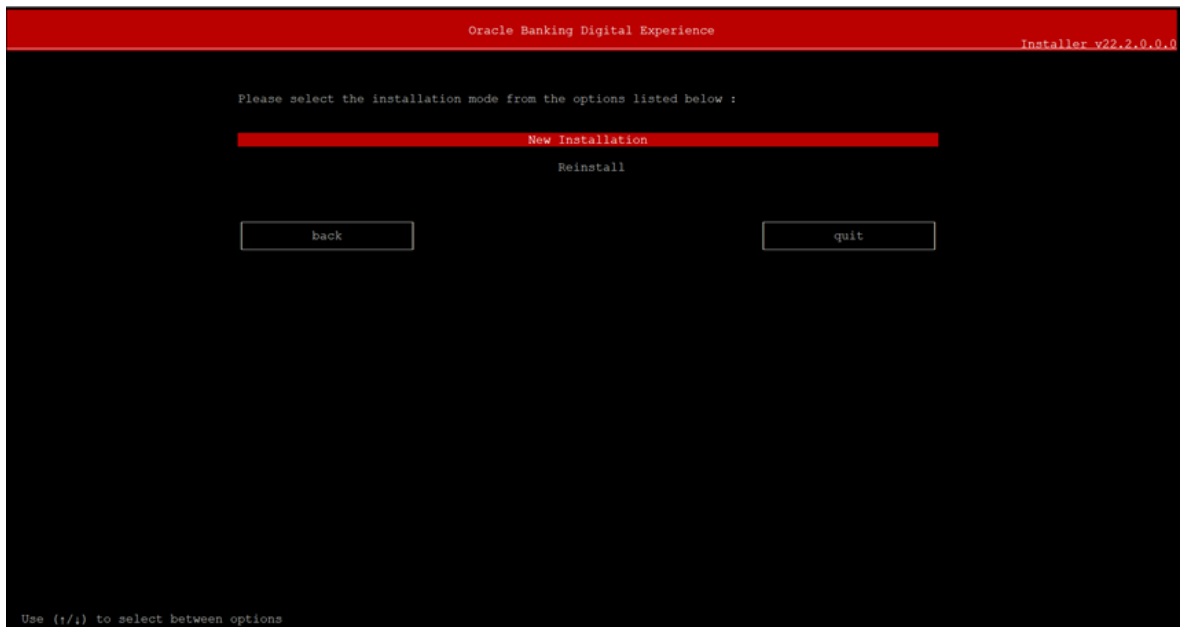 Oracle Banking Digital Experience
Installer v22.2.0.0.0
Please select the installation mode from the options listed below :
New Installation
Reinstall
back
quit
Use (↑/↓) to select between options